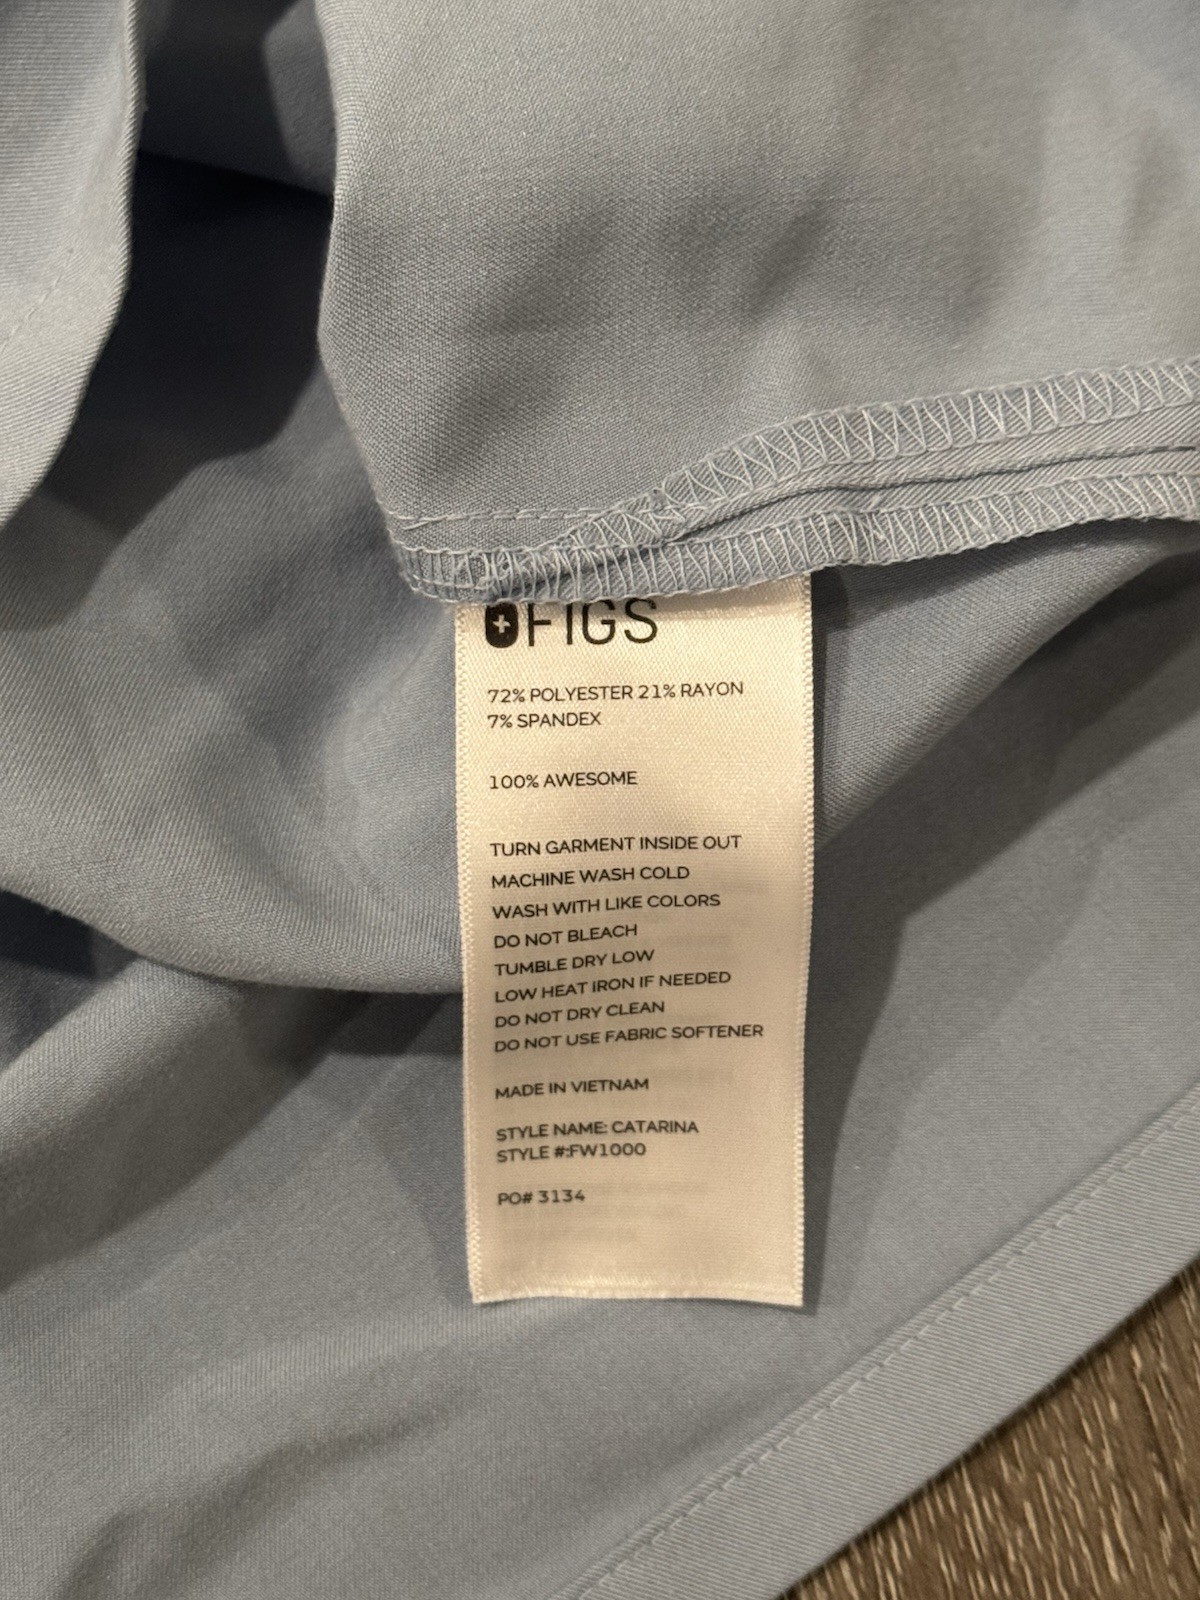 FIGS
72% POLYESTER 21% RAYON
7% SPANDEX
100% AWESOME
TURN GARMENT INSIDE OUT
MACHINE WASH COLD
WASH WITH LIKE COLORS
DO NOT BLEACH
TUMBLE DRY LOW
LOW HEAT IRON IF NEEDED
DO NOT DRY CLEAN
DO NOT USE FABRIC SOFTENER
MADE IN VIETNAM
STYLE NAME: CATARINA
STYLE #:FW1000
PO# 3134